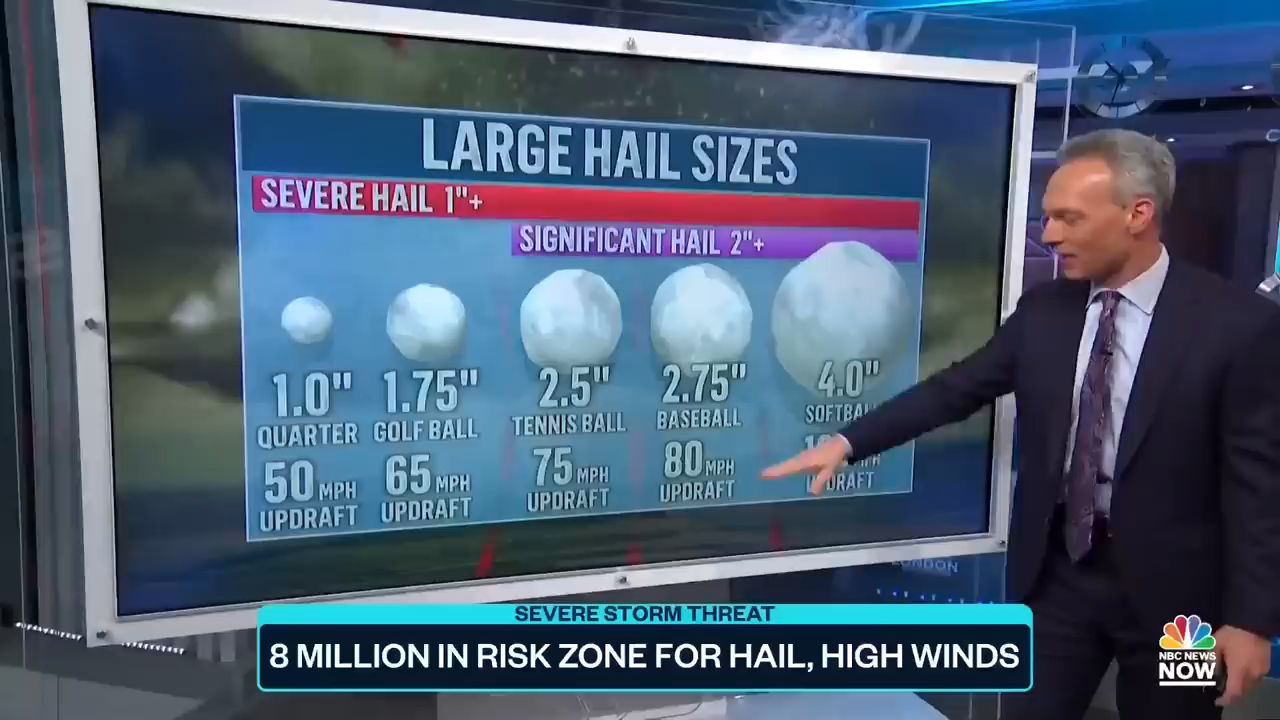 LARGE HAIL SIZES
SEVERE HAIL 1"+
SIGNIFICANT HAIL 2"+
1.0" 1.75" 2.5" 2.75" 4.0"
QUARTER GOLF BALL TENNIS BALL BASEBALL
50 MPH 65 MPH 75 MPH 80 MPH
UPDRAFT UPDRAFT UPDRAFT UPDRAFT
LONDON
SEVERE STORM THREAT
8 MILLION IN RISK ZONE FOR HAIL, HIGH WINDS
NBC NEWS
NOW